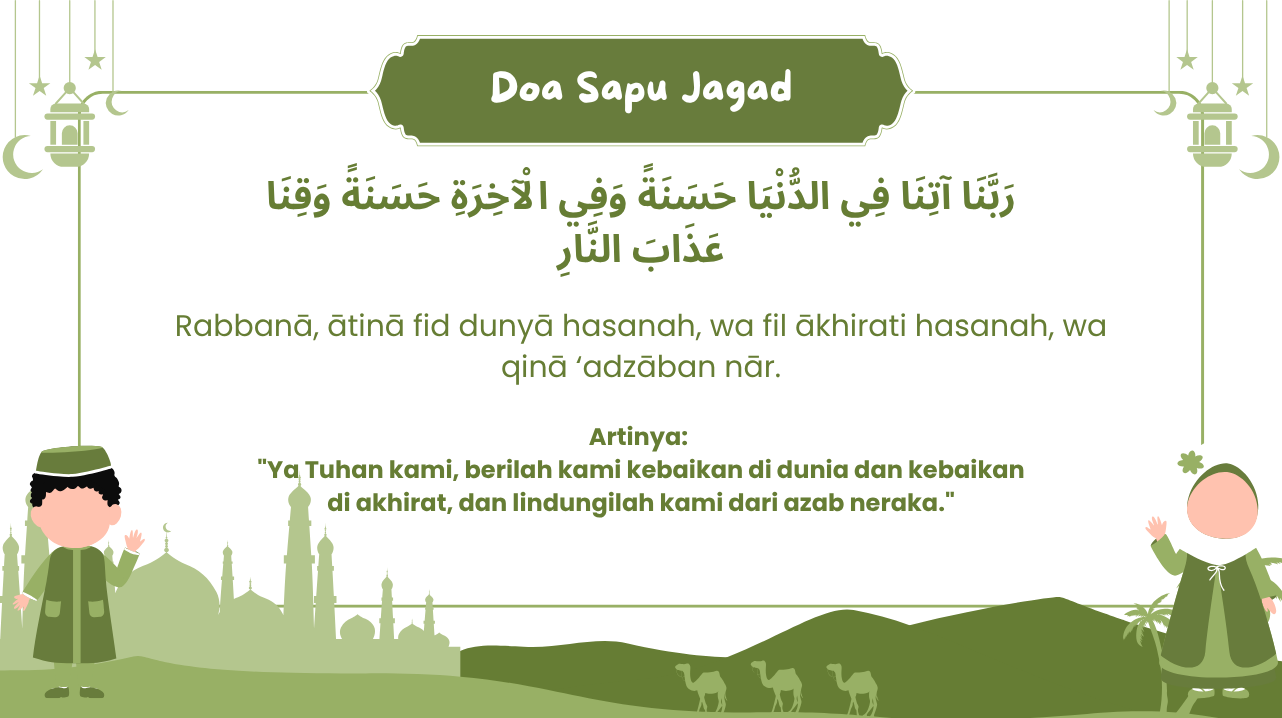 Doa Sapu Jagad
رَبَّنَا آتِنَا فِي الدُّنْيَا حَسَنَةً وَفِي الْآخِرَةِ حَسَنَةً وَقِنَا
عَذَابَ النَّارِ
Rabbanā, ātinā fid dunyā hasanah, wa fil ākhirati hasanah, wa
qinā ‘adzāban nār.
Artinya:
"Ya Tuhan kami, berilah kami kebaikan di dunia dan kebaikan
di akhirat, dan lindungilah kami dari azab neraka."